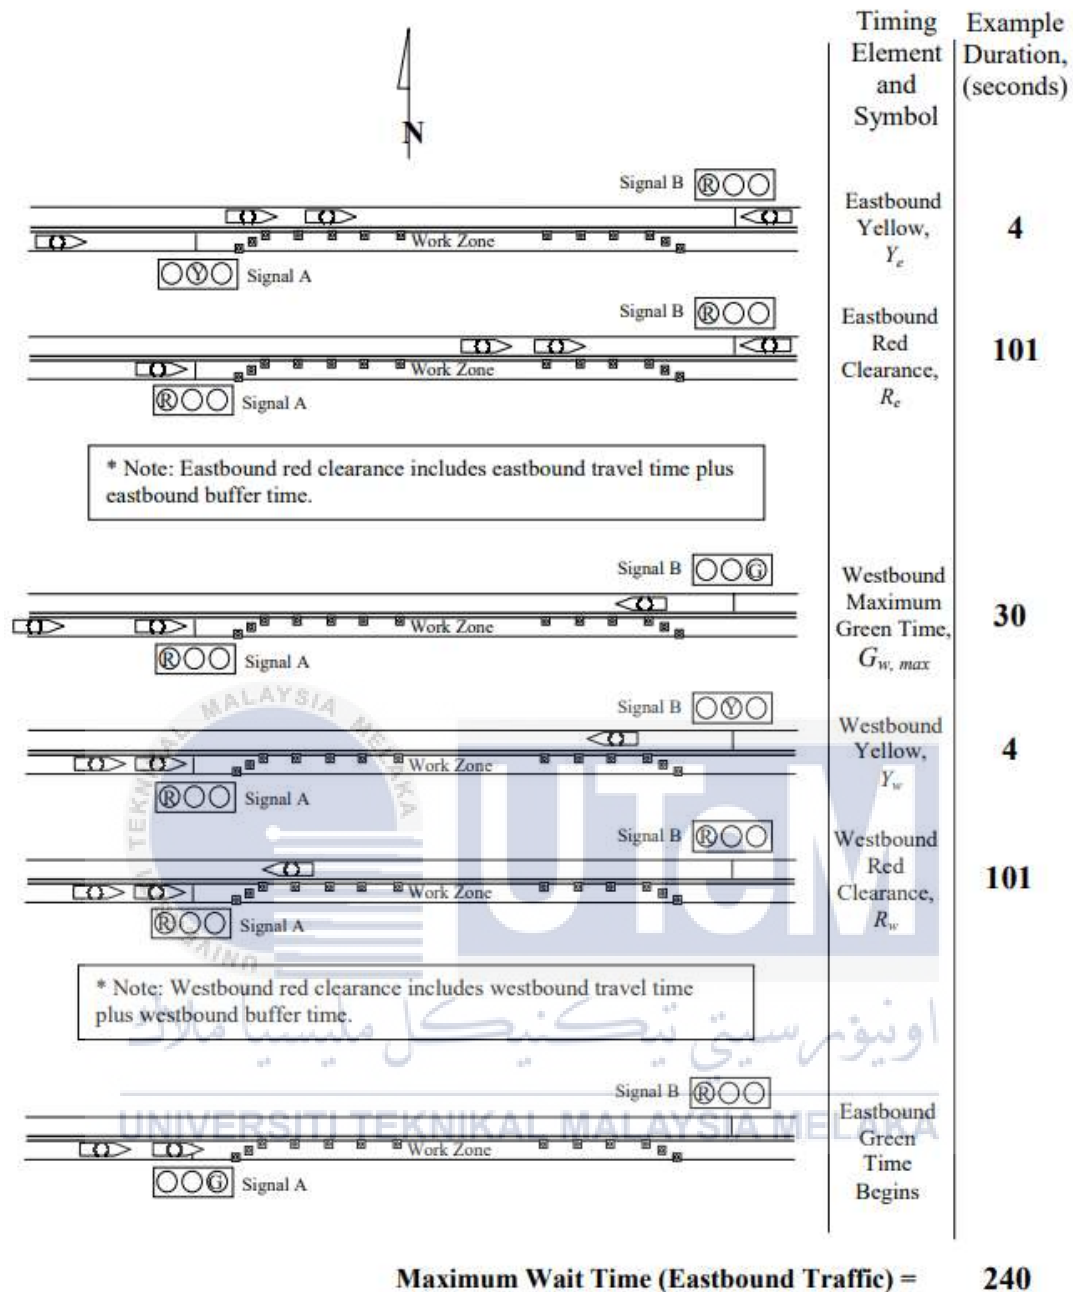 Timing Element and Symbol
Example Duration, (seconds)
N
Signal B R
Work Zone
Y Signal A
Eastbound Yellow, Ye
4
Signal B R
Work Zone
R Signal A
Eastbound Red Clearance, Re
101
* Note: Eastbound red clearance includes eastbound travel time plus
eastbound buffer time.
Signal B G
Work Zone
R Signal A
Westbound Maximum Green Time, Gw, max
30
Signal B Y
Work Zone
R Signal A
Westbound Yellow, Yw
4
Signal B R
Work Zone
R Signal A
Westbound Red Clearance, Rw
101
* Note: Westbound red clearance includes westbound travel time
plus westbound buffer time.
Signal B R
Work Zone
G Signal A
Eastbound Green Time Begins
Maximum Wait Time (Eastbound Traffic) = 240
UTeM
اونيۏرسيتي تيكنيكل مليسيا ملاك
UNIVERSITI TEKNIKAL MALAYSIA MELAKA